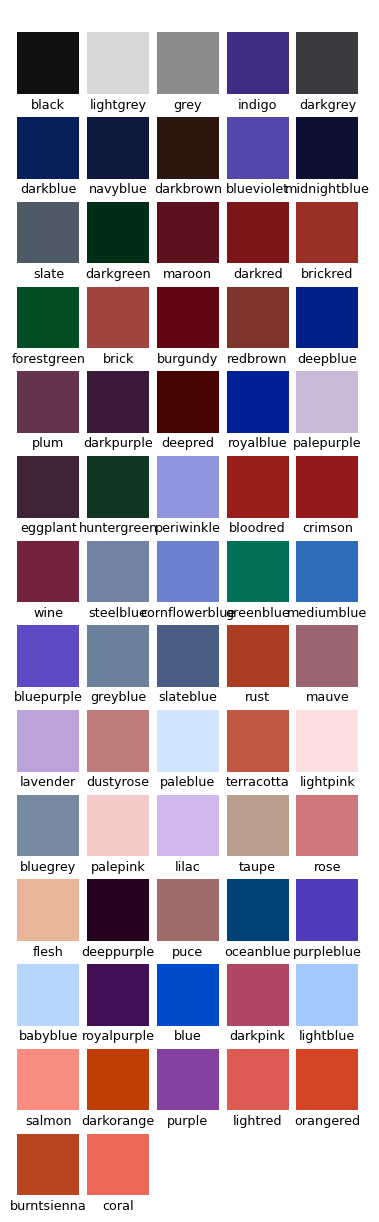 black lightgrey grey indigo darkgrey
darkblue navyblue darkbrown blueviolet midnightblue
slate darkgreen maroon darkred brickred
forestgreen brick burgundy redbrown deepblue
plum darkpurple deepred royalblue palepurple
eggplant huntergreen periwinkle bloodred crimson
wine steelblue cornflowerblue greenblue mediumblue
bluepurple greyblue slateblue rust mauve
lavender dustyrose paleblue terracotta lightpink
bluegrey palepink lilac taupe rose
flesh deeppurple puce oceanblue purpleblue
babyblue royalpurple blue darkpink lightblue
salmon darkorange purple lightred orangered
burntsienna coral